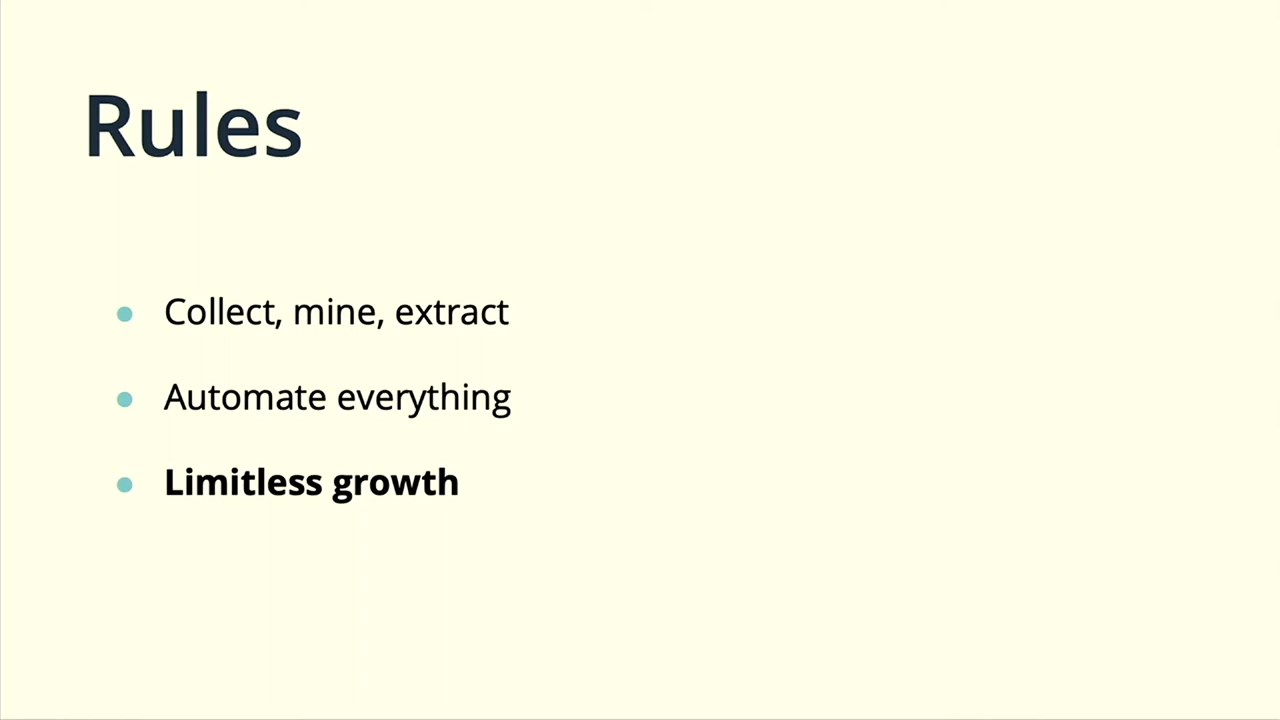 Rules
Collect, mine, extract
Automate everything
Limitless growth